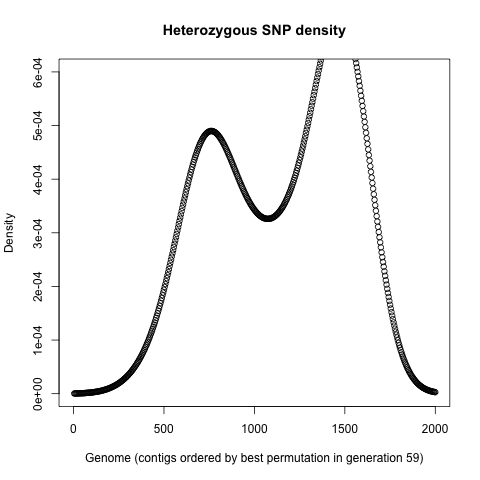 Heterozygous SNP density
Density
6e-04
5e-04
4e-04
3e-04
2e-04
1e-04
0e+00
0 500 1000 1500 2000
Genome (contigs ordered by best permutation in generation 59)